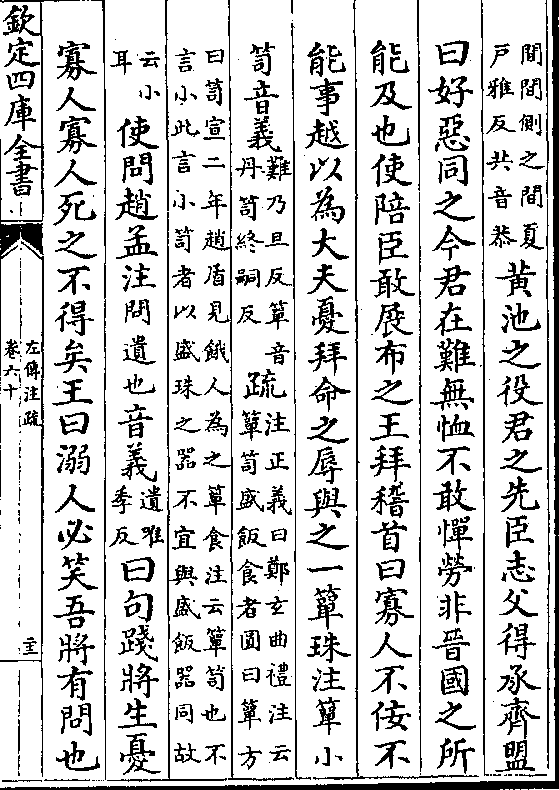 間間側之間夏
戸雅反共音恭
黃池之役君之先臣志父得承齊盟
曰好惡同之今君在難無恤不敢憚勞非晉國之所
能及也使陪臣敢展布之王拜稽首曰寡人不佞不
能事越以為大夫憂拜命之辱與之一簞珠注簞小
笥音義
難乃旦反簞音
丹笥終嗣反
疏
注正義曰鄭玄曲禮注云
簞笥盛飯食者圓曰簞方
曰笥宣二年趙盾見餓人為之簞食注云簞笥也不
言小此言小笥者以盛珠之器不宜與盛飯器同故
云小
耳
使問趙孟注問遺也音義
遺唯
季反
曰句踐將生憂
寡人寡人死之不得矣王曰溺人必笑吾將有問也
欽定四庫全書
左傳注疏
卷六十